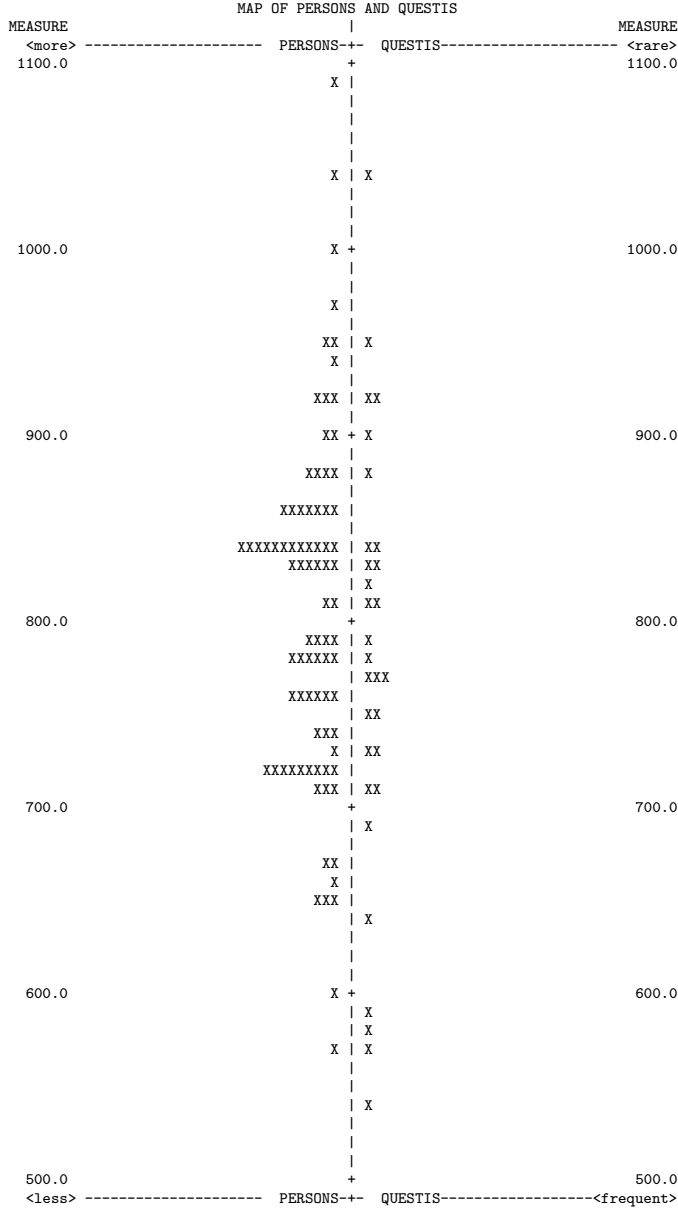 MAP OF PERSONS AND QUESTIS
MEASURE | MEASURE
<more> --------------------- PERSONS-+- QUESTIS--------------------- <rare>
1100.0 + 1100.0
X |
|
|
|
|
X | X
|
|
|
1000.0 X + 1000.0
|
|
X |
|
XX | X
X |
|
XXX | XX
|
900.0 XX + X 900.0
|
XXXX | X
|
XXXXXXX |
|
XXXXXXXXXXXX | XX
XXXXXX | XX
| X
XX | XX
800.0 + 800.0
XXXX | X
XXXXXX | X
| XXX
XXXXXX |
| XX
XXX |
X | XX
XXXXXXXXX |
XXX | XX
700.0 + 700.0
| X
|
XX |
X |
XXX |
| X
|
|
|
600.0 X + 600.0
| X
| X
X | X
|
|
| X
|
|
|
500.0 + 500.0
<less> --------------------- PERSONS-+- QUESTIS------------------<frequent>